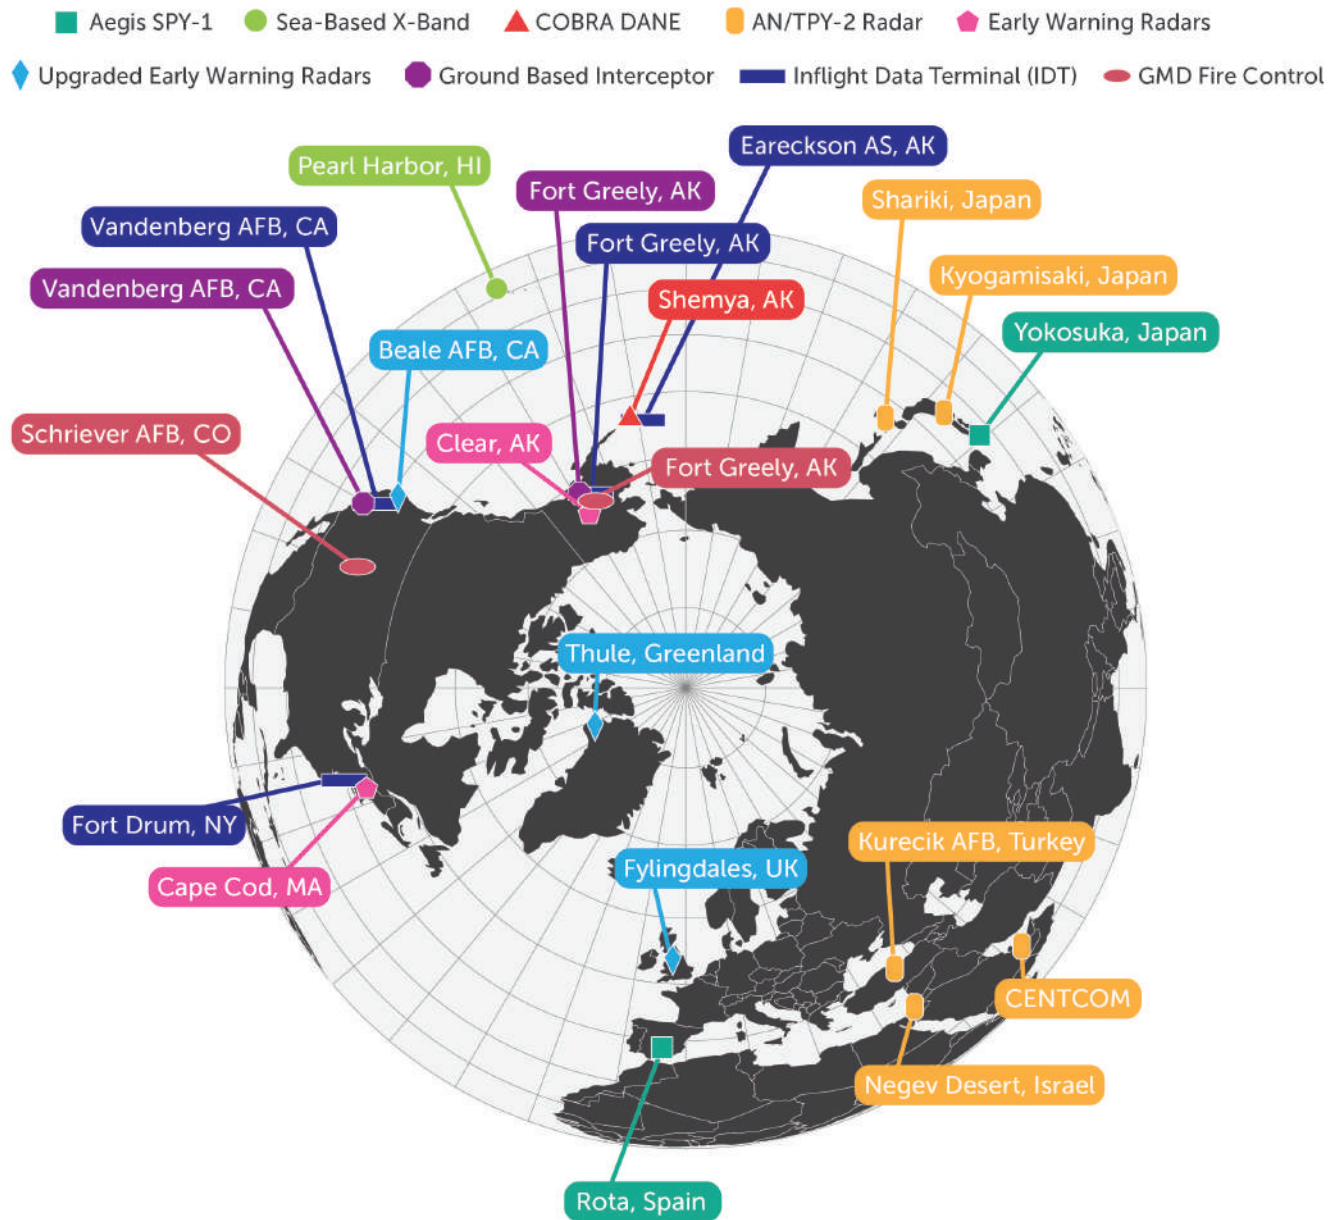 Aegis SPY-1
Sea-Based X-Band
COBRA DANE
AN/TPY-2 Radar
Early Warning Radars
Upgraded Early Warning Radars
Ground Based Interceptor
Inflight Data Terminal (IDT)
GMD Fire Control
Eareckson AS, AK
Pearl Harbor, HI
Fort Greely, AK
Shariki, Japan
Vandenberg AFB, CA
Fort Greely, AK
Kyogamisaki, Japan
Vandenberg AFB, CA
Shemya, AK
Yokosuka, Japan
Beale AFB, CA
Schriever AFB, CO
Clear, AK
Fort Greely, AK
Thule, Greenland
Fort Drum, NY
Kurecik AFB, Turkey
Fylingdales, UK
Cape Cod, MA
CENTCOM
Negev Desert, Israel
Rota, Spain